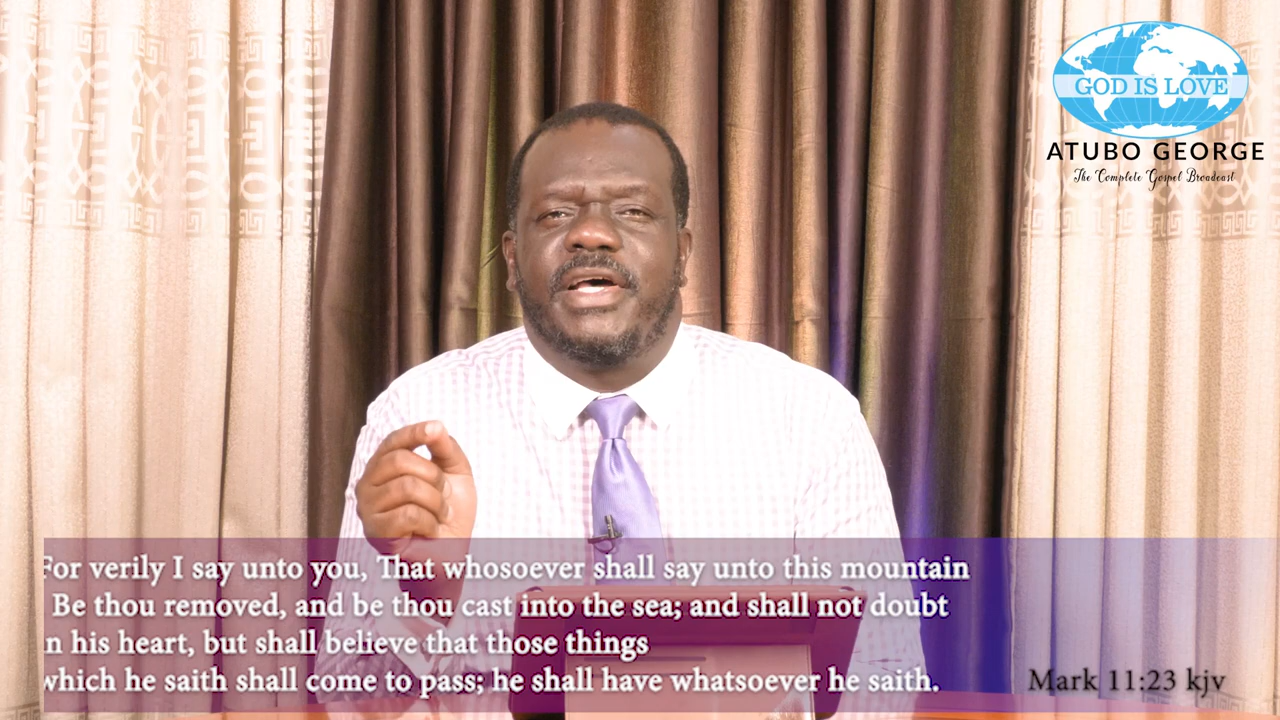 GOD IS LOVE
ATUBO GEORGE
The Complete Gospel Broadcast
For verily I say unto you, That whosoever shall say unto this mountain
Be thou removed, and be thou cast into the sea; and shall not doubt
n his heart, but shall believe that those things
which he saith shall come to pass; he shall have whatsoever he saith.
Mark 11:23 kjv